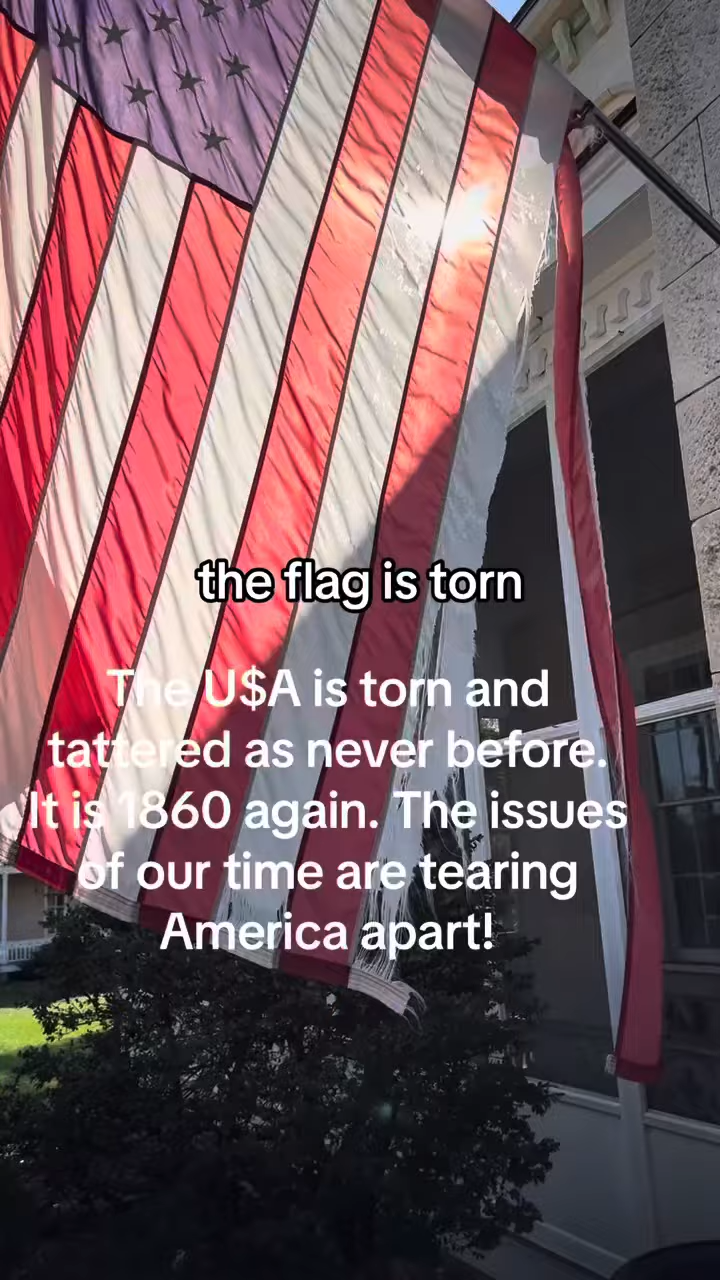 the flag is torn
The U$A is torn and
tattered as never before.
It is 1860 again. The issues
of our time are tearing
America apart!